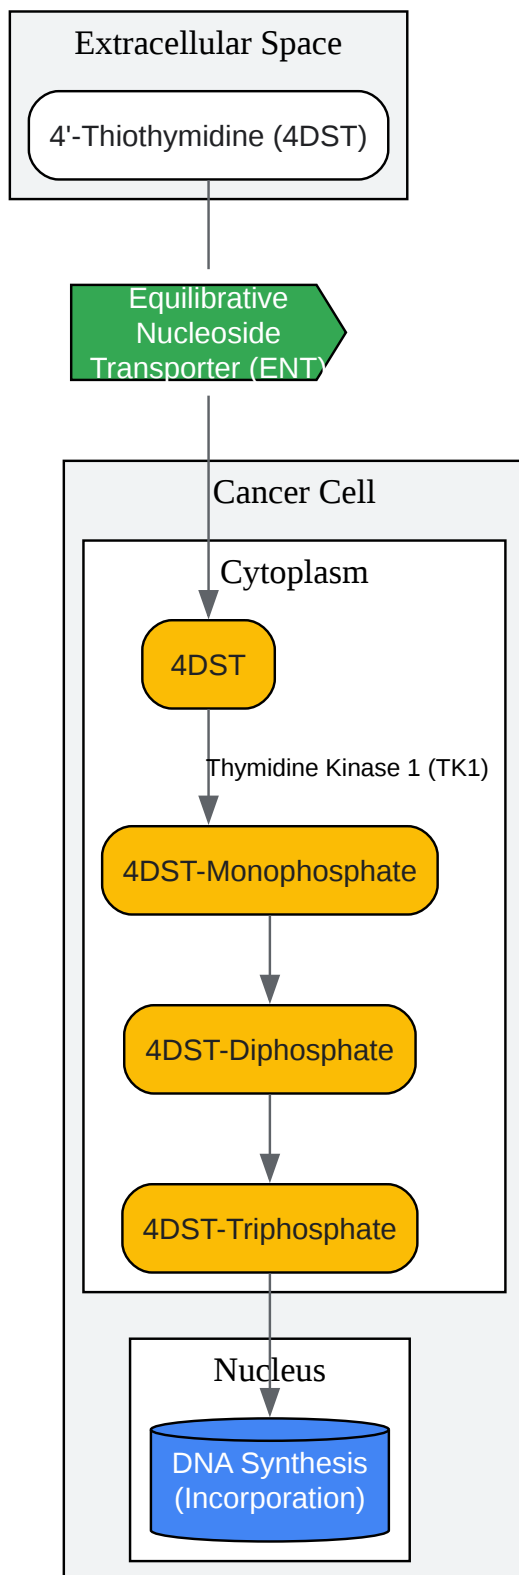 Extracellular Space
4'-Thiothymidine (4DST)
Equilibrative
Nucleoside
Transporter (ENT)
Cancer Cell
Cytoplasm
4DST
Thymidine Kinase 1 (TK1)
4DST-Monophosphate
4DST-Diphosphate
4DST-Triphosphate
Nucleus
DNA Synthesis
(Incorporation)